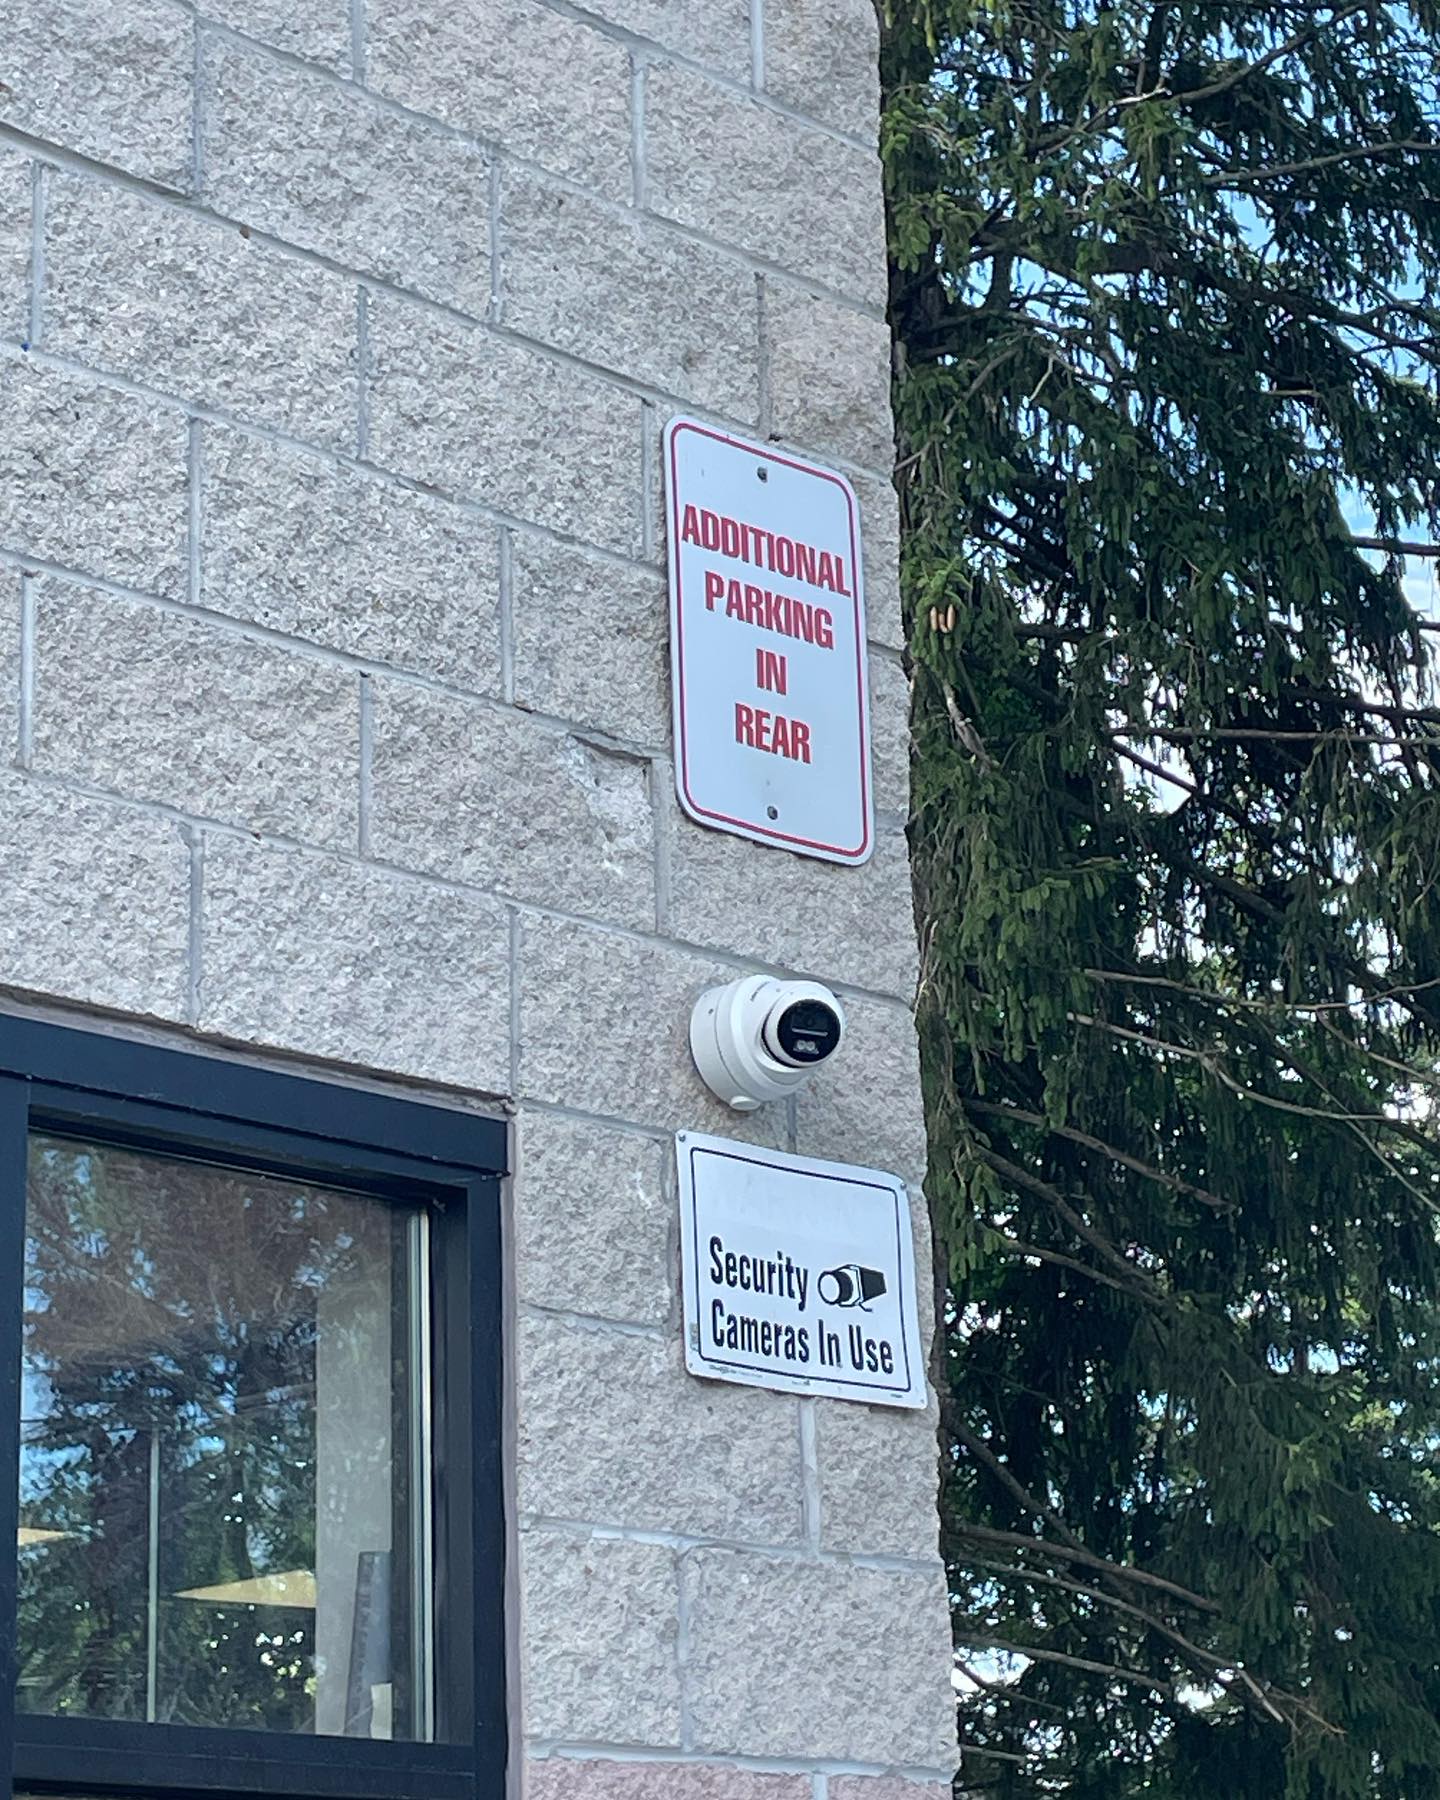 ADDITIONAL
PARKING
IN
REAR
Security
Cameras In Use